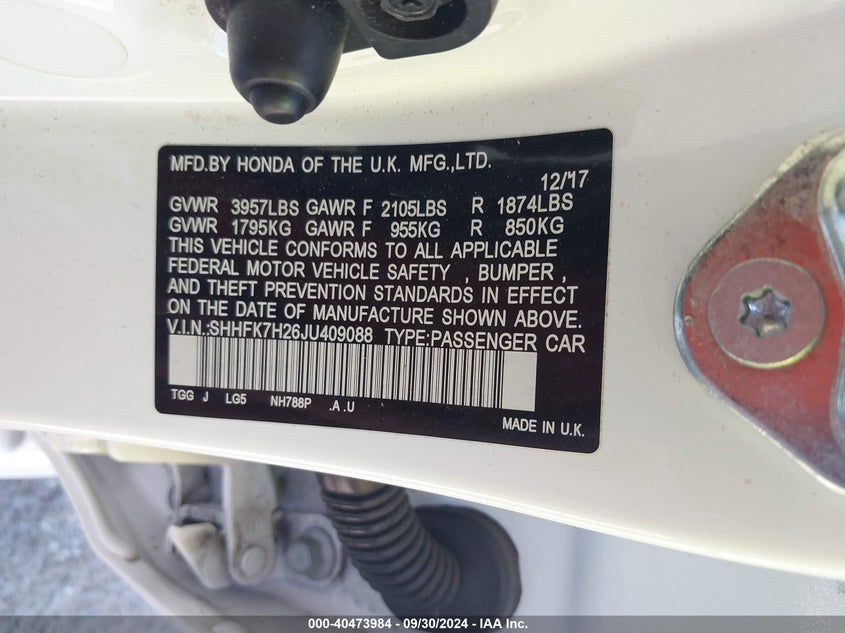 MFD.BY HONDA OF THE U.K. MFG.,LTD.
12/'17
GVWR 3957LBS GAWR F 2105LBS R 1874LBS
GVWR 1795KG GAWR F 955KG R 850KG
THIS VEHICLE CONFORMS TO ALL APPLICABLE
FEDERAL MOTOR VEHICLE SAFETY , BUMPER ,
AND THEFT PREVENTION STANDARDS IN EFFECT
ON THE DATE OF MANUFACTURE SHOWN ABOVE.
V.I.N.:SHHFK7H26JU409088 TYPE:PASSENGER CAR
TGG J LG5 NH788P .A .U
MADE IN U.K.
000-40473984 - 09/30/2024 - IAA Inc.